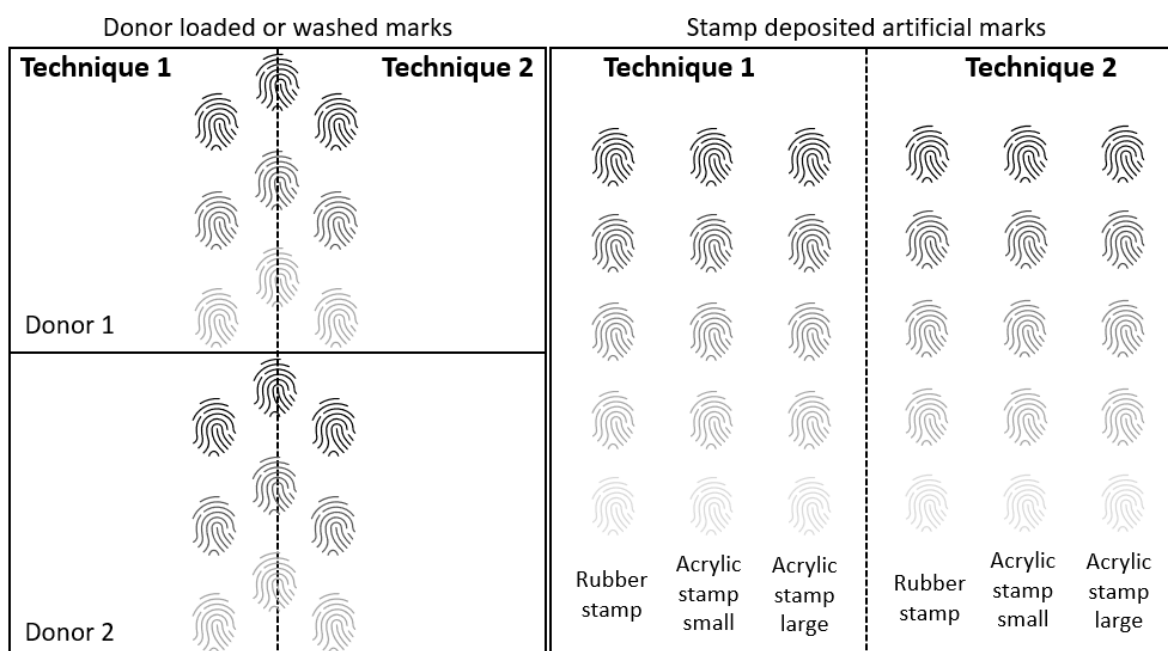 Donor loaded or washed marks
Technique 1
Technique 2
Donor 1
Donor 2
Stamp deposited artificial marks
Technique 1
Technique 2
Rubber
stamp
Acrylic
stamp
small
Acrylic
stamp
large
Rubber
stamp
Acrylic
stamp
small
Acrylic
stamp
large